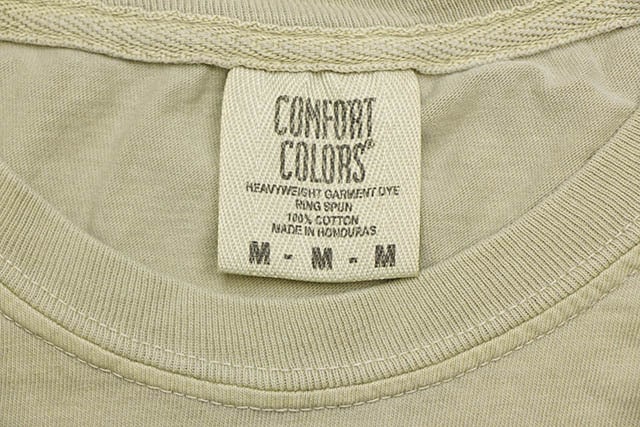 COMFORT
COLORS®
HEAVYWEIGHT GARMENT DYE
RING SPUN
100% COTTON
MADE IN HONDURAS
M - M - M